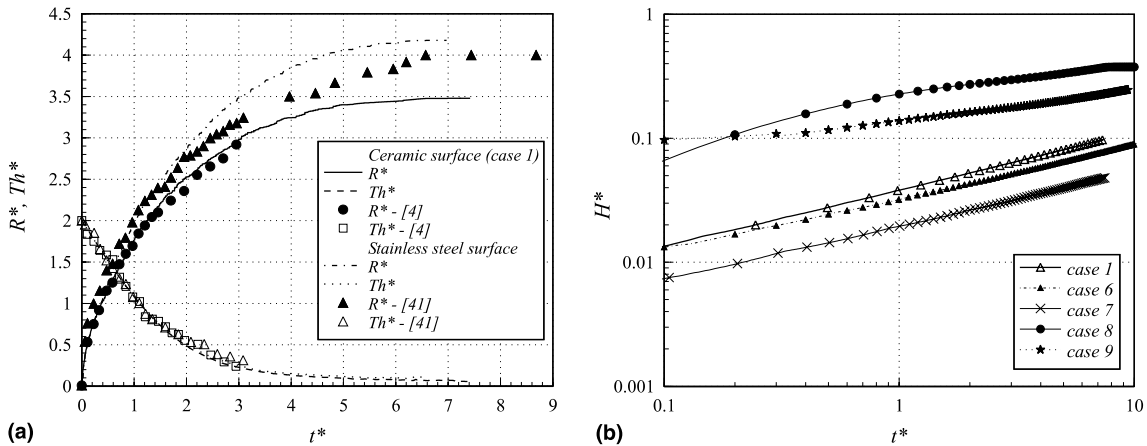 4.5
4
3.5
3
2.5
2
1.5
1
0.5
0
R*, Th*
0 1 2 3 4 5 6 7 8 9
t*
(a)
Ceramic surface (case 1)
R*
Th*
R* - [4]
Th* - [4]
Stainless steel surface
R*
Th*
R* - [41]
Th* - [41]
1
0.1
0.01
0.001
H*
0.1 1 10
t*
(b)
case 1
case 6
case 7
case 8
case 9